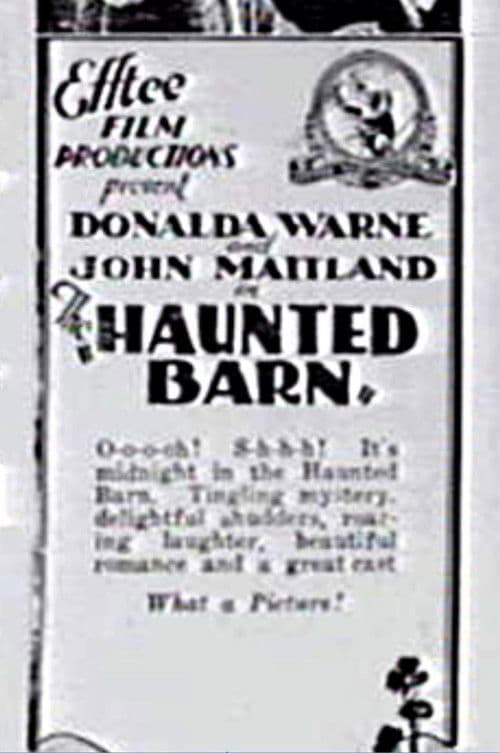 Efftee
FILM
PRODUCTIONS
present
DONALDA WARNE
and
JOHN MAITLAND
in
The
"HAUNTED
BARN"
O-o-o-oh! S-h-h-h! It's
midnight in the Haunted
Barn. Tingling mystery,
delightful shudders, roar-
ing laughter, beautiful
romance and a great cast
What a Picture!